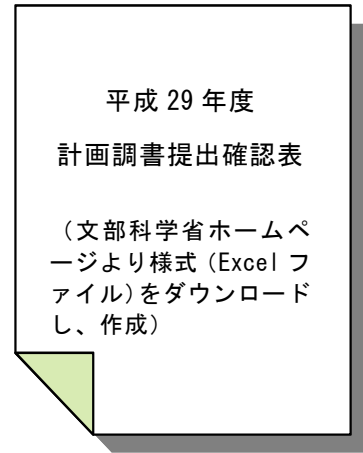 平成 29 年度
計画調書提出確認表
（文部科学省ホームペ
ージより様式(Excel フ
ァイル)をダウンロード
し、作成）